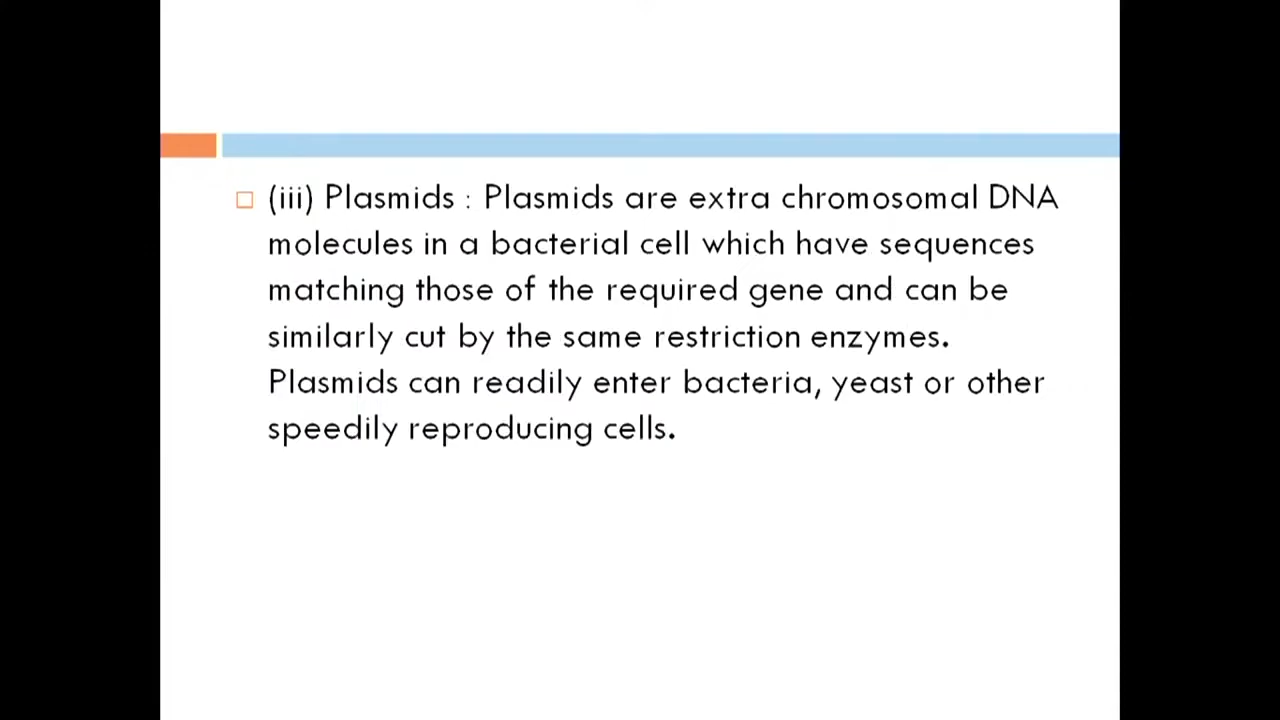 (iii) Plasmids : Plasmids are extra chromosomal DNA
molecules in a bacterial cell which have sequences
matching those of the required gene and can be
similarly cut by the same restriction enzymes.
Plasmids can readily enter bacteria, yeast or other
speedily reproducing cells.